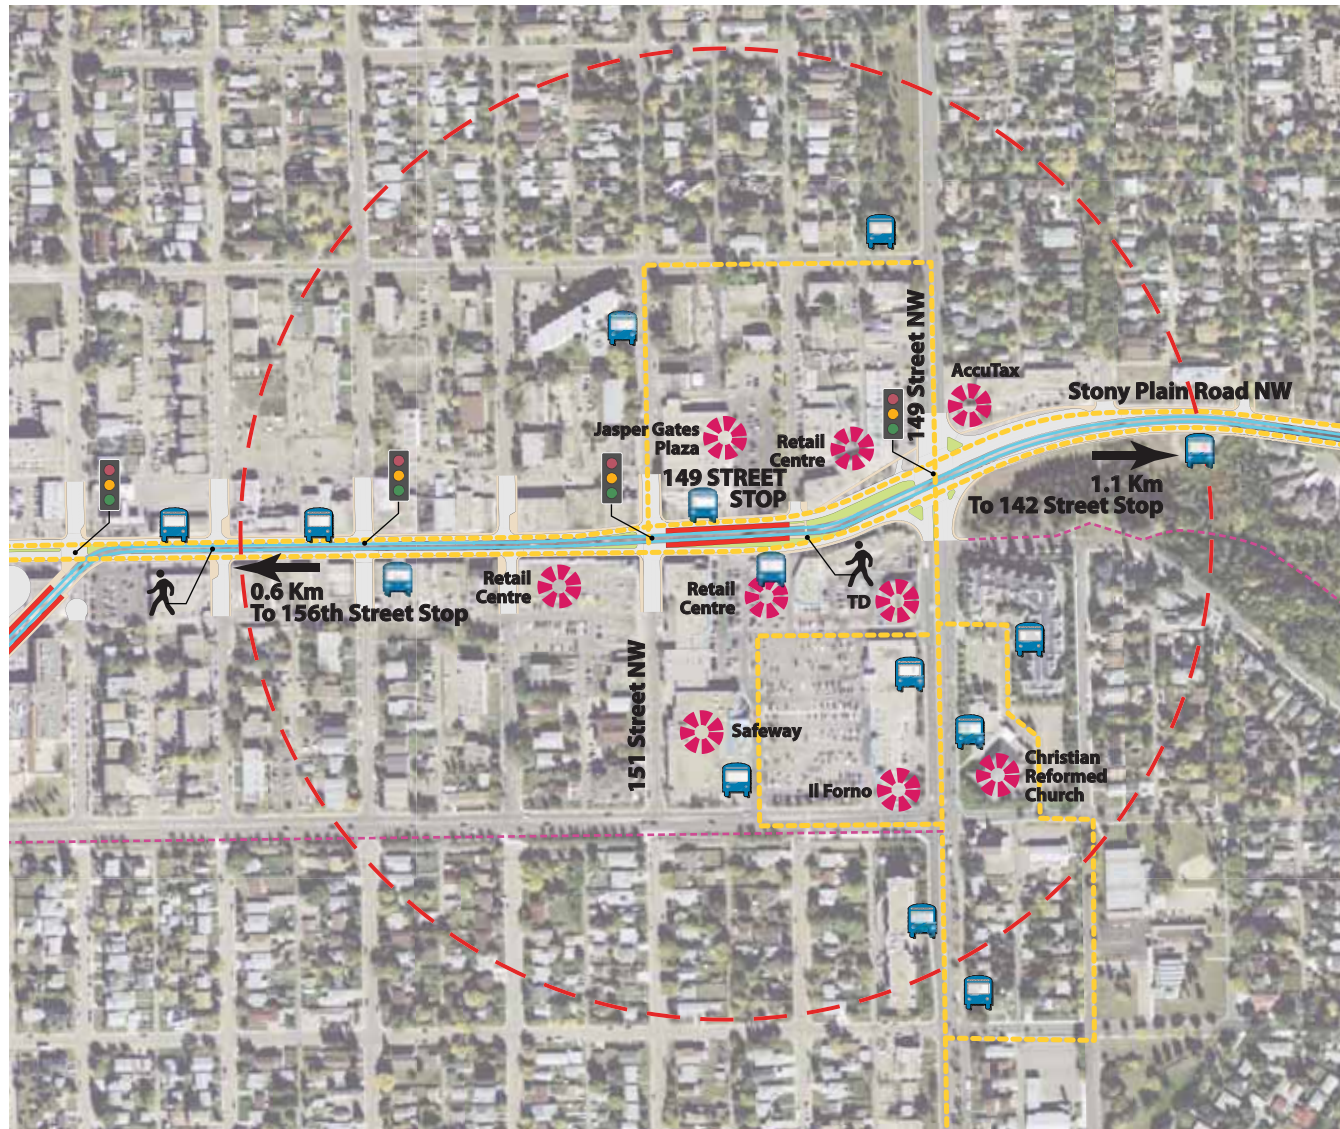 149 Street NW
AccuTax
Stony Plain Road NW
Jasper Gates
Plaza
Retail
Centre
149 STREET
STOP
1.1 Km
To 142 Street Stop
0.6 Km
To 156th Street Stop
Retail
Centre
Retail
Centre
TD
151 Street NW
Safeway
Il Forno
Christian
Reformed
Church